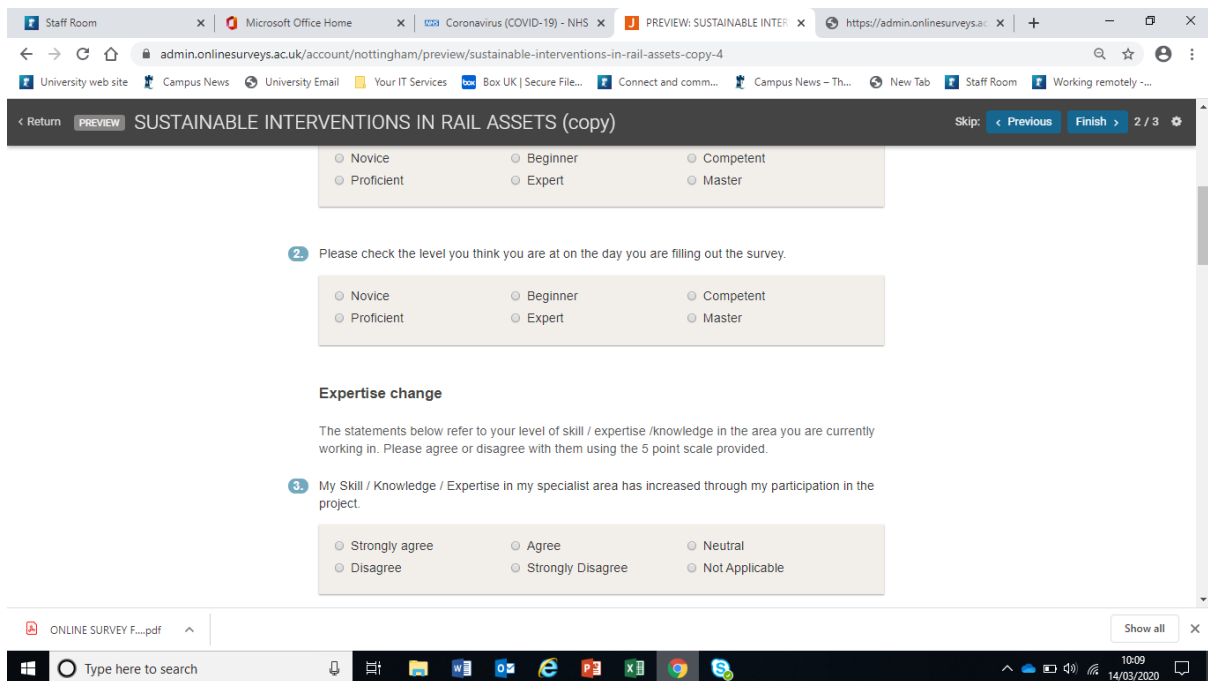 Staff Room
Microsoft Office Home
Coronavirus (COVID-19) - NHS
PREVIEW: SUSTAINABLE INTER
https://admin.onlinesurveys.ac
admin.onlinesurveys.ac.uk/account/nottingham/preview/sustainable-interventions-in-rail-assets-copy-4
University web site Campus News University Email Your IT Services box Box UK | Secure File... Connect and comm... Campus News – Th... New Tab Staff Room Working remotely -...
< Return PREVIEW SUSTAINABLE INTERVENTIONS IN RAIL ASSETS (copy) Skip: < Previous Finish > 2 / 3
Novice Beginner Competent
Proficient Expert Master
2. Please check the level you think you are at on the day you are filling out the survey.
Novice Beginner Competent
Proficient Expert Master
Expertise change
The statements below refer to your level of skill / expertise /knowledge in the area you are currently
working in. Please agree or disagree with them using the 5 point scale provided.
3. My Skill / Knowledge / Expertise in my specialist area has increased through my participation in the
project.
Strongly agree Agree Neutral
Disagree Strongly Disagree Not Applicable
ONLINE SURVEY F....pdf Show all
Type here to search
10:09
14/03/2020